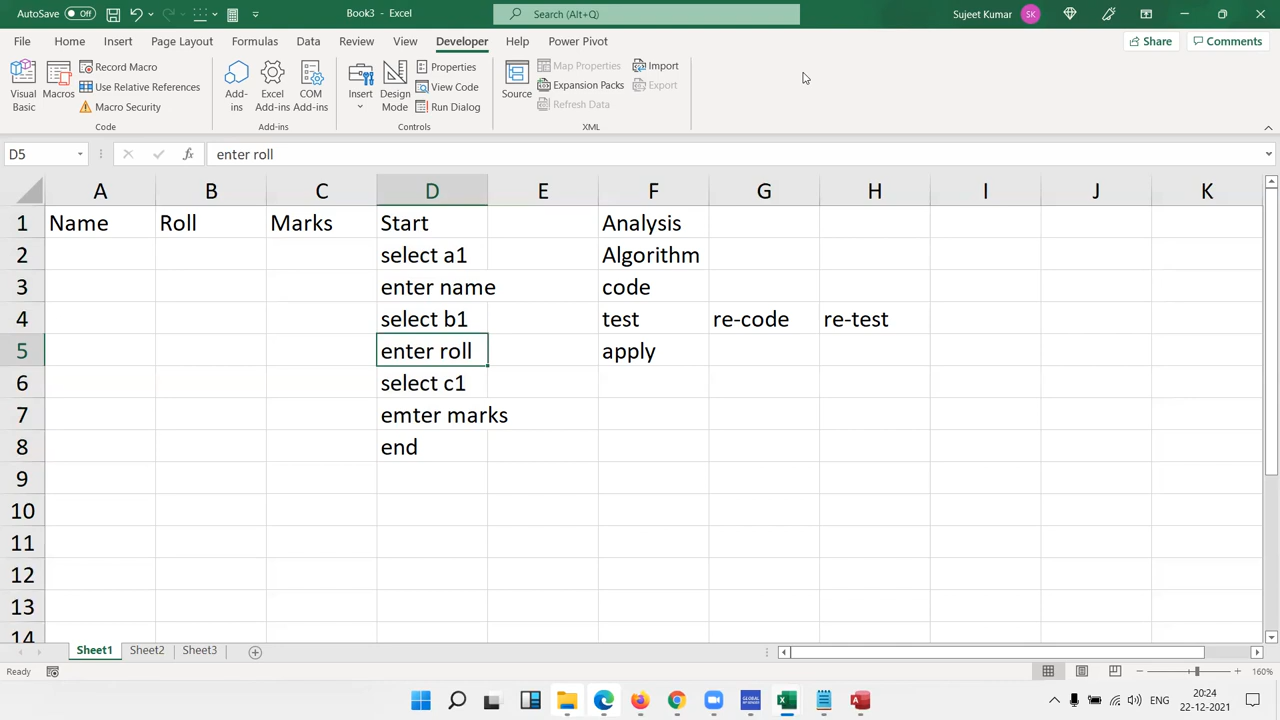 AutoSave Off Book3 - Excel Search (Alt+Q) Sujeet Kumar SK
File Home Insert Page Layout Formulas Data Review View Developer Help Power Pivot Share Comments
Visual Basic
Macros
Record Macro
Use Relative References
Macro Security
Code
Add-ins
Excel Add-ins
COM Add-ins
Add-ins
Insert
Design Mode
Properties
View Code
Run Dialog
Controls
Source
Map Properties
Expansion Packs
Refresh Data
Import
Export
XML
D5 fx enter roll
A B C D E F G H I J K
1 Name Roll Marks Start Analysis
2 select a1 Algorithm
3 enter name code
4 select b1 test re-code re-test
5 enter roll apply
6 select c1
7 emter marks
8 end
9
10
11
12
13
14
Sheet1 Sheet2 Sheet3
Ready 160%
GLOBAL
ENG 20:24
22-12-2021